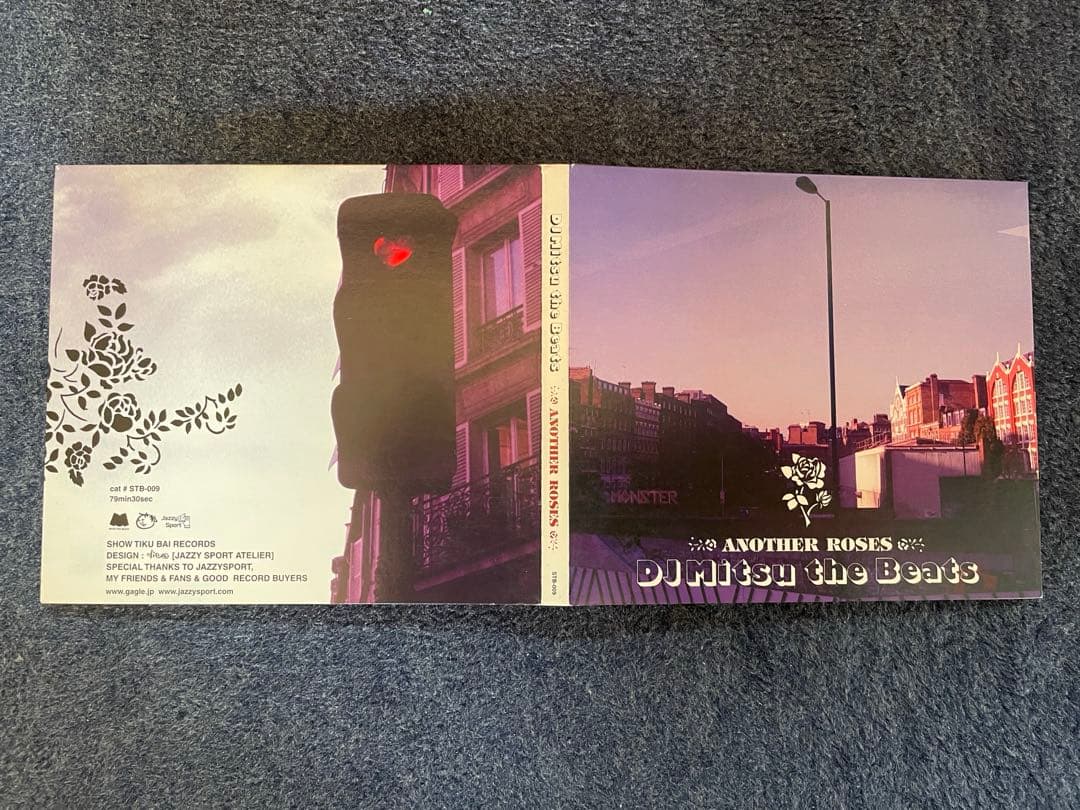 cat # STB-009
79min30sec
Jazzy
Sport
SHOW TIKU BAI RECORDS
DESIGN : [JAZZY SPORT ATELIER]
SPECIAL THANKS TO JAZZYSPORT,
MY FRIENDS & FANS & GOOD RECORD BUYERS
www.gagle.jp www.jazzysport.com
DJ Mitsu the Beats ANOTHER ROSES
STB-009
MONSTER
ANOTHER ROSES
DJ Mitsu the Beats